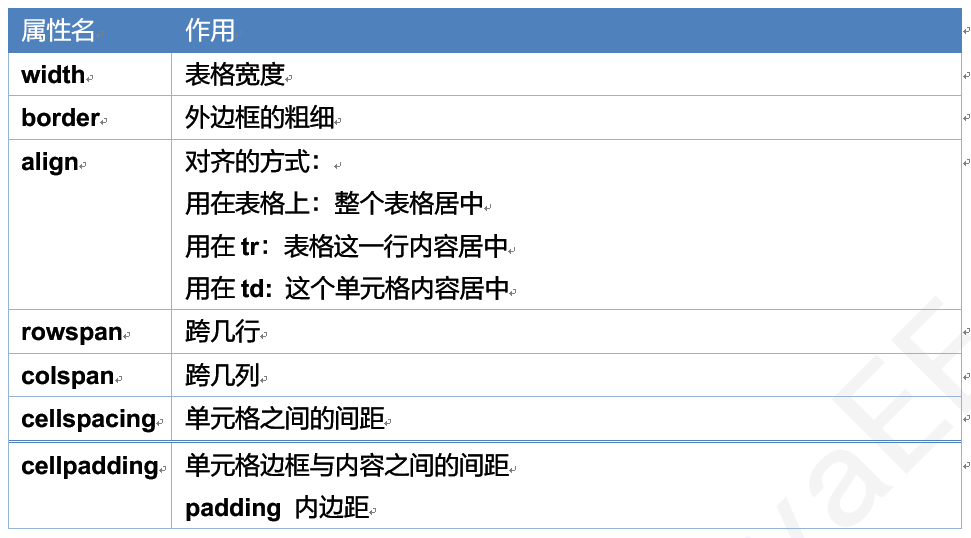 属性名 作用
width 表格宽度
border 外边框的粗细
align 对齐的方式：
用在表格上：整个表格居中
用在 tr：表格这一行内容居中
用在 td: 这个单元格内容居中
rowspan 跨几行
colspan 跨几列
cellspacing 单元格之间的间距
cellpadding 单元格边框与内容之间的间距
padding 内边距